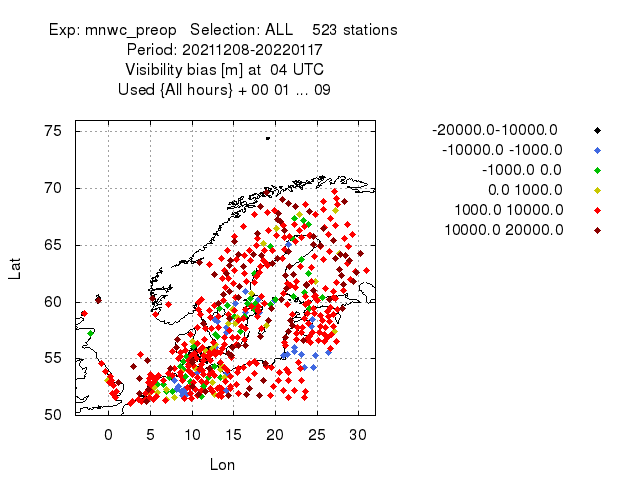 Exp: mnwc_preop   Selection: ALL    523 stations
Period: 20211208-20220117
Visibility bias [m] at  04 UTC
Used {All hours} + 00 01 ... 09
-20000.0-10000.0
-10000.0 -1000.0
-1000.0 0.0
0.0 1000.0
1000.0 10000.0
10000.0 20000.0
Lat
75
70
65
60
55
50
0 5 10 15 20 25 30
Lon